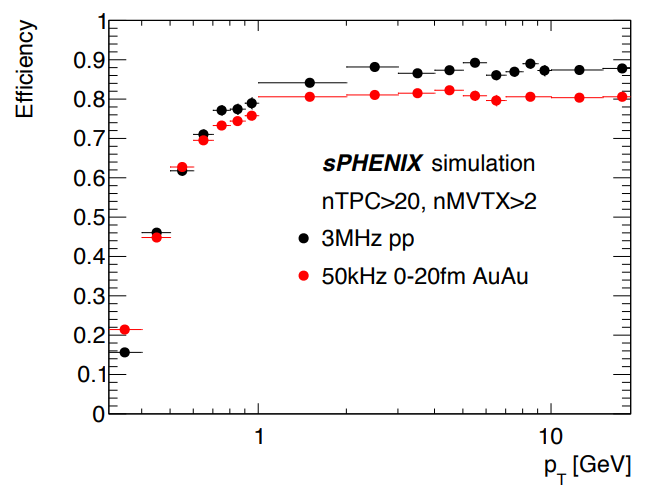 Efficiency
1
0.9
0.8
0.7
0.6
0.5
0.4
0.3
0.2
0.1
0
sPHENIX simulation
nTPC>20, nMVTX>2
3MHz pp
50kHz 0-20fm AuAu
1 10
p_T [GeV]